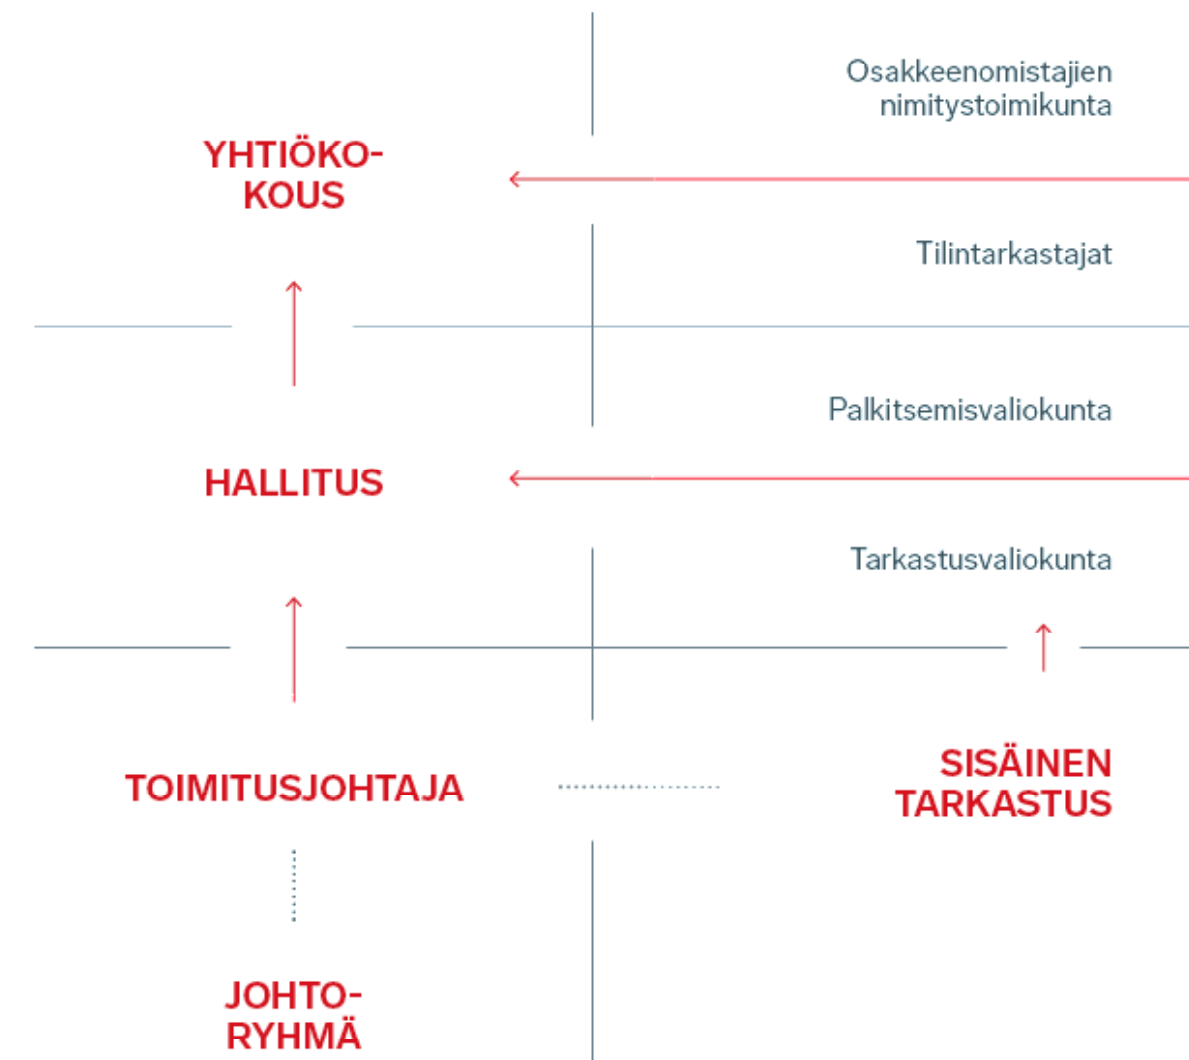 Osakkeenomistajien
nimitystoimikunta
YHTIÖKO-
KOUS
Tilintarkastajat
Palkitsemisvaliokunta
HALLITUS
Tarkastusvaliokunta
TOIMITUSJOHTAJA
SISÄINEN
TARKASTUS
JOHTO-
RYHMÄ